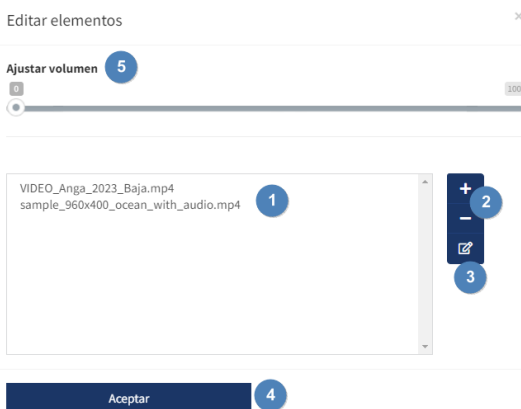 Editar elementos
×
Ajustar volumen 5
0
100
VIDEO_Anga_2023_Baja.mp4
sample_960x400_ocean_with_audio.mp4 1
+
2
−
3
Aceptar 4